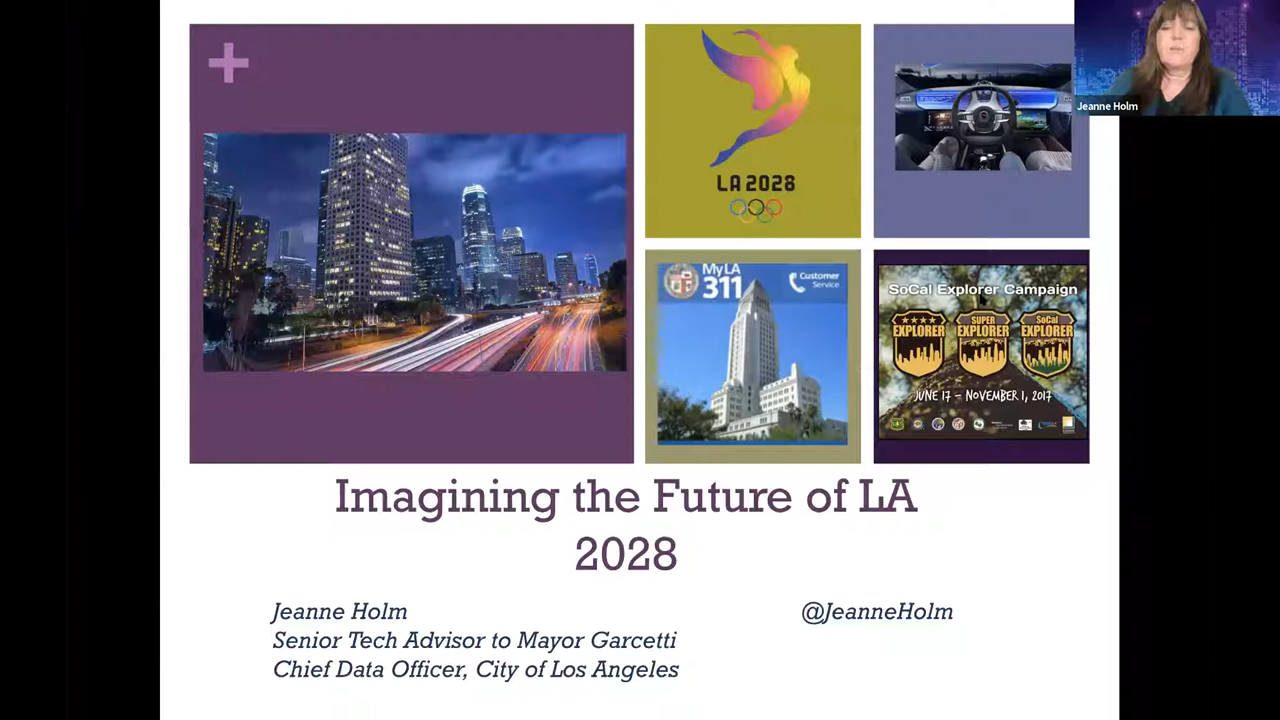 LA 2028
MyLA
311
Customer
Service
SoCal Explorer Campaign
EXPLORER
SUPER
EXPLORER
SoCal
EXPLORER
JUNE 17 – NOVEMBER 1, 2017
Jeanne Holm
Imagining the Future of LA
2028
Jeanne Holm
@JeanneHolm
Senior Tech Advisor to Mayor Garcetti
Chief Data Officer, City of Los Angeles